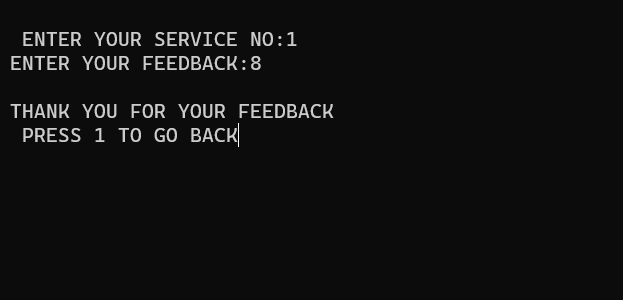 ENTER YOUR SERVICE NO:1
ENTER YOUR FEEDBACK:8
THANK YOU FOR YOUR FEEDBACK
PRESS 1 TO GO BACK